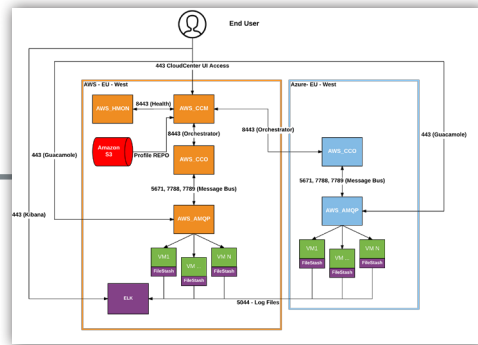 End User
443 CloudCenter UI Access
AWS - EU - West
Azure- EU - West
AWS_HMON
8443 (Health)
AWS_CCM
8443 (Orchestrator)
8443 (Orchestrator)
443 (Guacamole)
443 (Guacamole)
Amazon
S3
Profile REPO
AWS_CCO
AWS_CCO
5671, 7788, 7789 (Message Bus)
5671, 7788, 7789 (Message Bus)
443 (Kibana)
AWS_AMQP
AWS_AMQP
VM1
VM ...
VM N
FileStash
FileStash
FileStash
VM1
VM ...
VM N
FileStash
FileStash
FileStash
ELK
5044 - Log Files